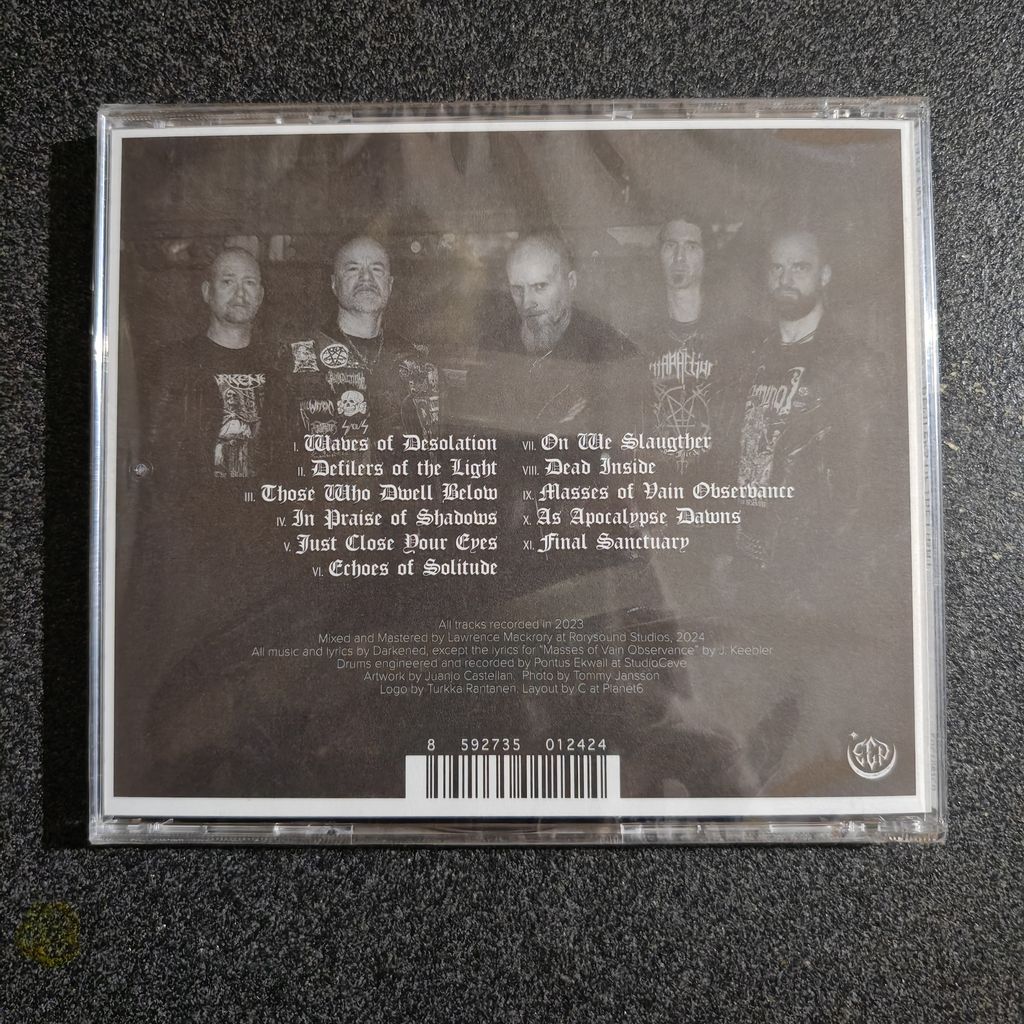 I. Waves of Desolation
II. Defilers of the Light
III. Those Who Dwell Below
IV. In Praise of Shadows
V. Just Close Your Eyes
VI. Echoes of Solitude
VII. On We Slaugther
VIII. Dead Inside
IX. Masses of Vain Observance
X. As Apocalypse Dawns
XI. Final Sanctuary
All tracks recorded in 2023
Mixed and Mastered by Lawrence Mackrory at Rorysound Studios, 2024
All music and lyrics by Darkened, except the lyrics for "Masses of Vain Observance" by J. Keebler
Drums engineered and recorded by Pontus Ekwall at StudioCave
Artwork by Juanjo Castellan. Photo by Tommy Jansson
Logo by Turkka Rantanen, Layout by C at Planet6
8 592735 012424
ECP